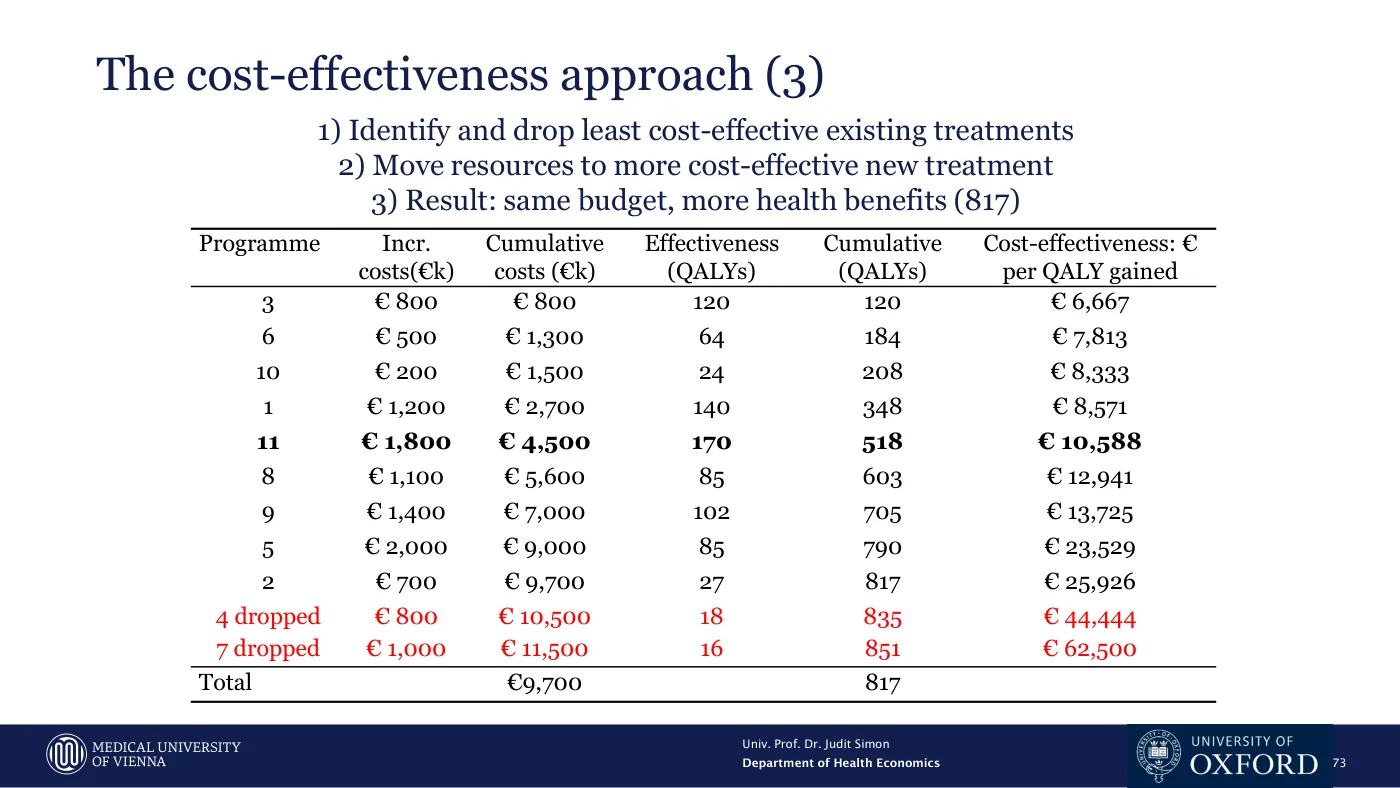 The cost-effectiveness approach (3)
1) Identify and drop least cost-effective existing treatments
2) Move resources to more cost-effective new treatment
3) Result: same budget, more health benefits (817)
Programme Incr. costs(€k) Cumulative costs (€k) Effectiveness (QALYs) Cumulative (QALYs) Cost-effectiveness: € per QALY gained
3 € 800 € 800 120 120 € 6,667
6 € 500 € 1,300 64 184 € 7,813
10 € 200 € 1,500 24 208 € 8,333
1 € 1,200 € 2,700 140 348 € 8,571
11 € 1,800 € 4,500 170 518 € 10,588
8 € 1,100 € 5,600 85 603 € 12,941
9 € 1,400 € 7,000 102 705 € 13,725
5 € 2,000 € 9,000 85 790 € 23,529
2 € 700 € 9,700 27 817 € 25,926
4 dropped € 800 € 10,500 18 835 € 44,444
7 dropped € 1,000 € 11,500 16 851 € 62,500
Total €9,700 817
MEDICAL UNIVERSITY
OF VIENNA
Univ. Prof. Dr. Judit Simon
Department of Health Economics
UNIVERSITY OF
OXFORD
73